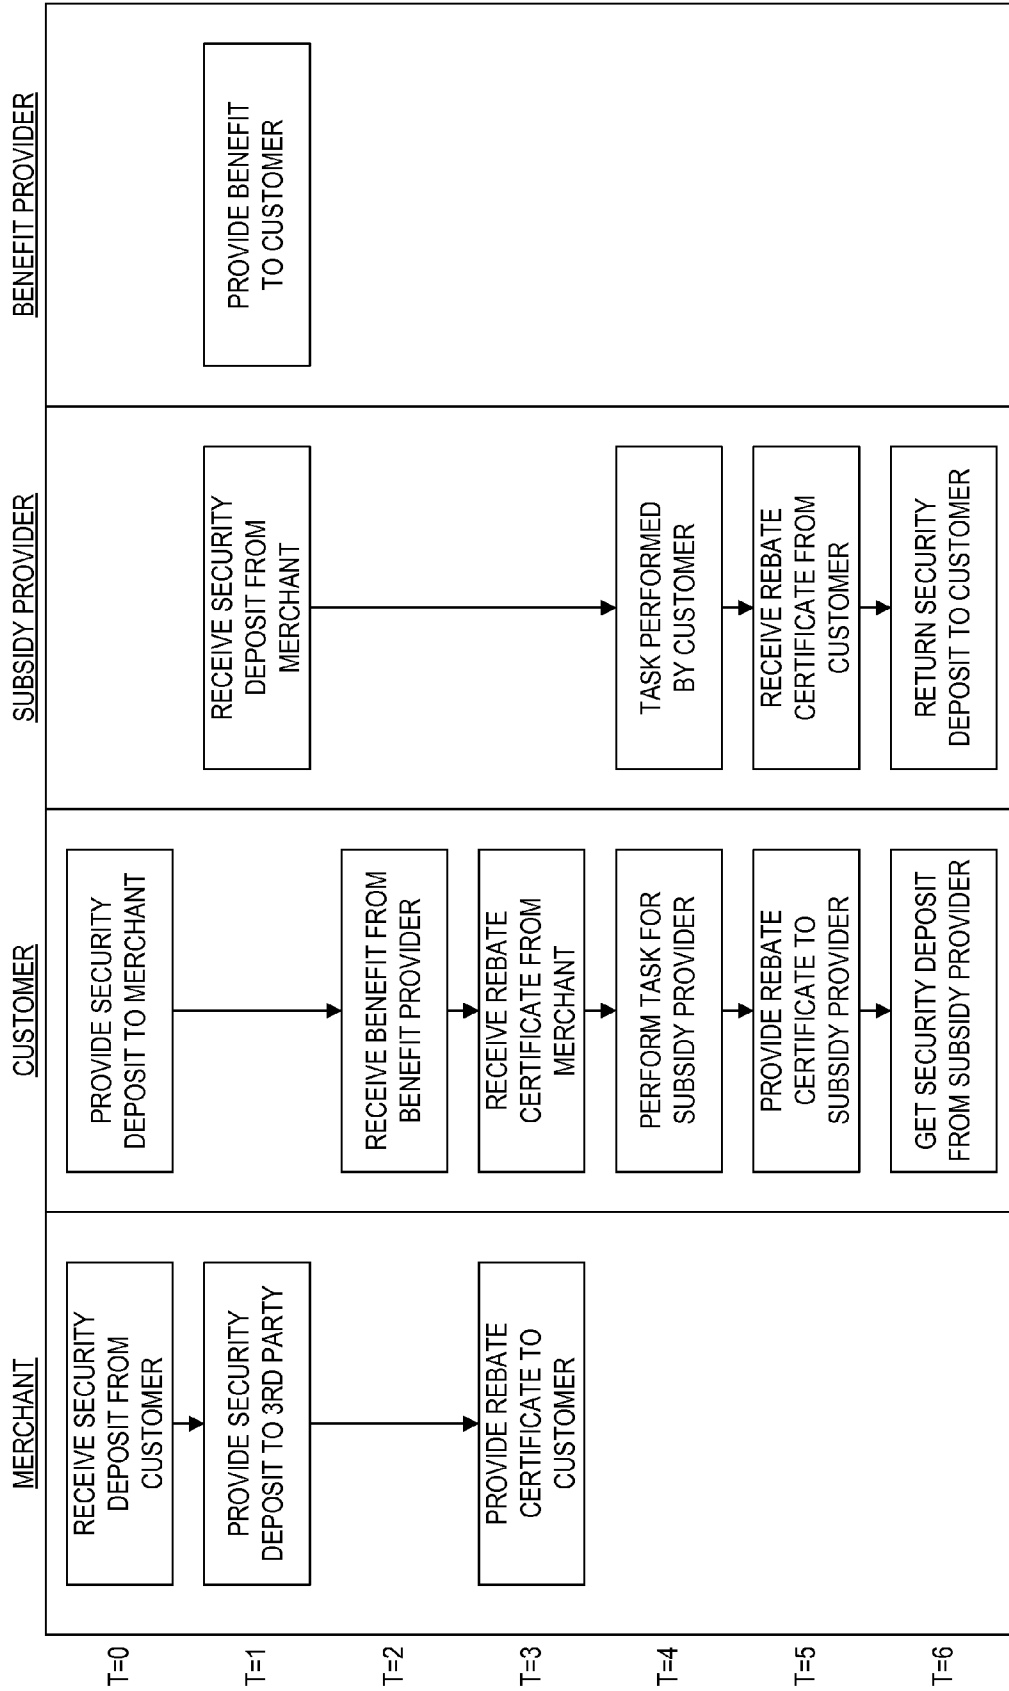 MERCHANT
CUSTOMER
SUBSIDY PROVIDER
BENEFIT PROVIDER
T=0
RECEIVE SECURITY
DEPOSIT FROM
CUSTOMER
PROVIDE SECURITY
DEPOSIT TO MERCHANT
T=1
PROVIDE SECURITY
DEPOSIT TO 3RD PARTY
RECEIVE SECURITY
DEPOSIT FROM
MERCHANT
PROVIDE BENEFIT
TO CUSTOMER
T=2
RECEIVE BENEFIT FROM
BENEFIT PROVIDER
T=3
PROVIDE REBATE
CERTIFICATE TO
CUSTOMER
RECEIVE REBATE
CERTIFICATE FROM
MERCHANT
T=4
PERFORM TASK FOR
SUBSIDY PROVIDER
TASK PERFORMED
BY CUSTOMER
T=5
PROVIDE REBATE
CERTIFICATE TO
SUBSIDY PROVIDER
RECEIVE REBATE
CERTIFICATE FROM
CUSTOMER
T=6
GET SECURITY DEPOSIT
FROM SUBSIDY PROVIDER
RETURN SECURITY
DEPOSIT TO CUSTOMER